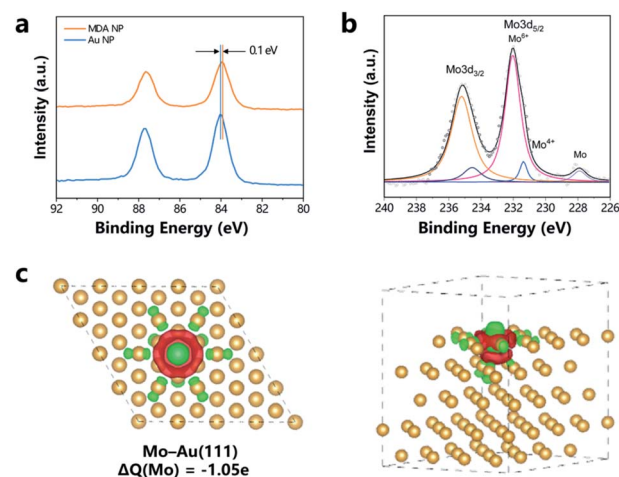 a
MDA NP
Au NP
0.1 eV
Intensity (a.u.)
92 90 88 86 84 82 80
Binding Energy (eV)
b
Mo3d5/2
Mo6+
Mo3d3/2
Mo4+
Mo
Intensity (a.u.)
240 238 236 234 232 230 228 226
Binding Energy (eV)
c
Mo–Au(111)
ΔQ(Mo) = -1.05e